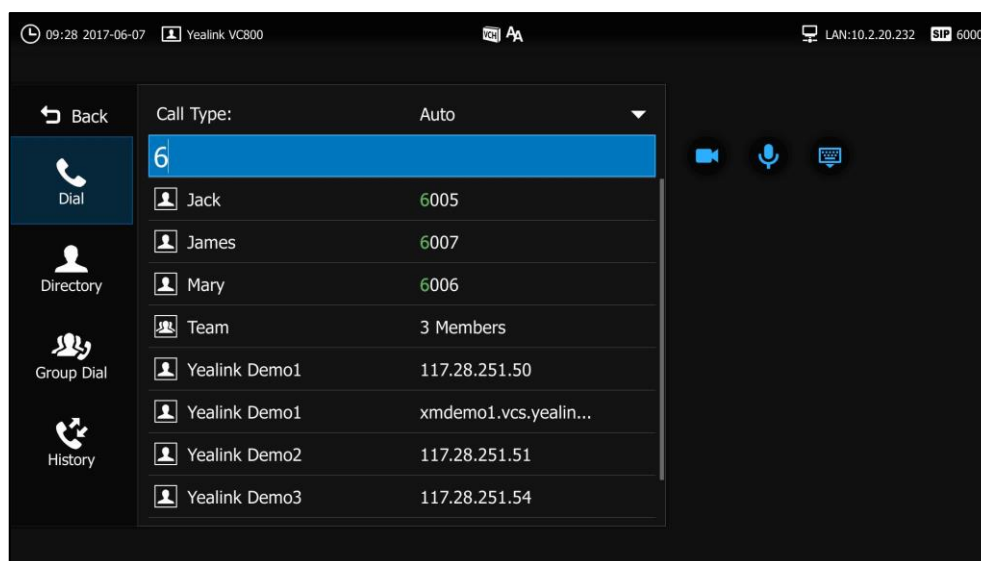 09:28 2017-06-07 Yealink VC800 VCH AA LAN:10.2.20.232 SIP 6000
Back
Call Type: Auto
6
Dial
Jack 6005
James 6007
Directory
Mary 6006
Team 3 Members
Group Dial
Yealink Demo1 117.28.251.50
Yealink Demo1 xmdemo1.vcs.yealin...
History
Yealink Demo2 117.28.251.51
Yealink Demo3 117.28.251.54